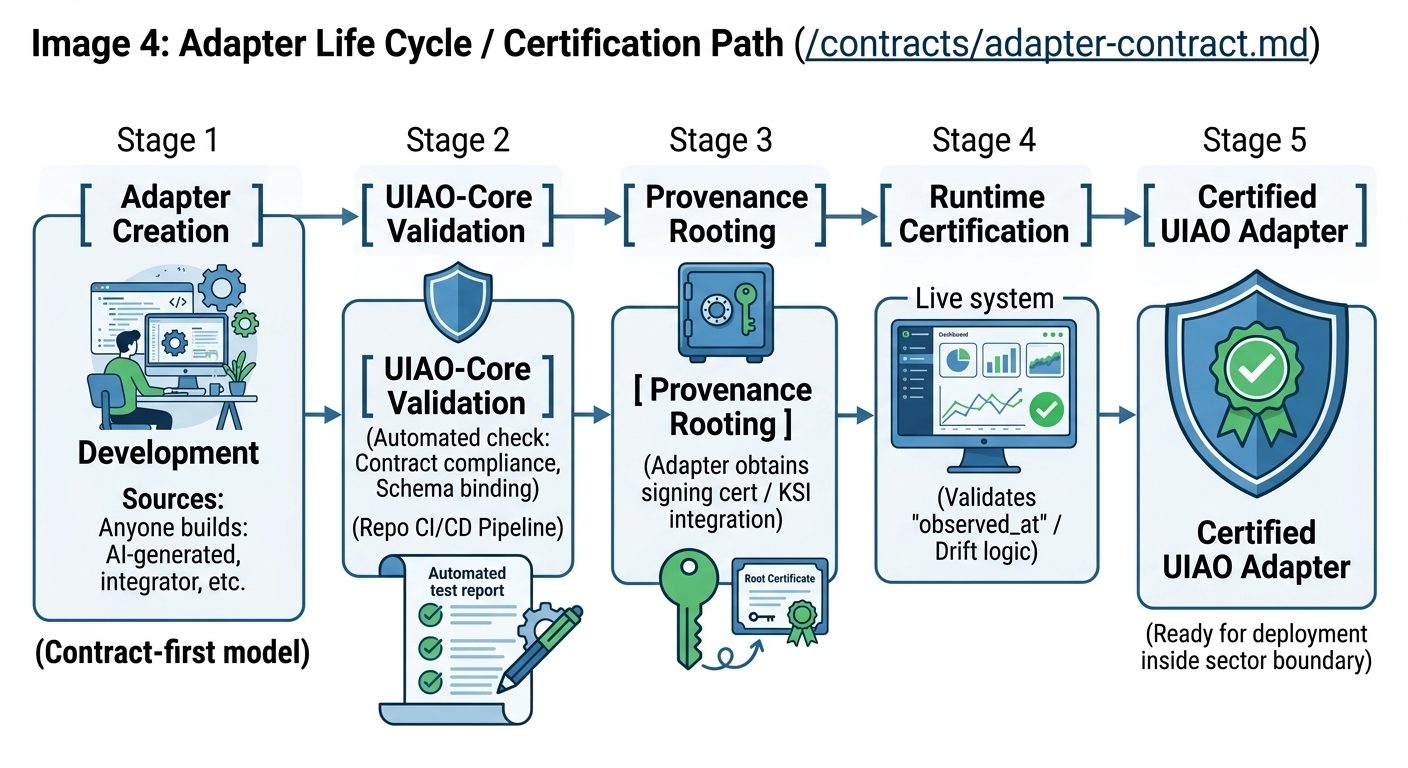 Image 4: Adapter Life Cycle / Certification Path (/contracts/adapter-contract.md)
Stage 1
[ Adapter
Creation ]
</>
Development
Sources:
Anyone builds:
AI-generated,
integrator, etc.
(Contract-first model)
Stage 2
[ UIAO-Core
Validation ]
[ UIAO-Core
Validation ]
(Automated check:
Contract compliance,
Schema binding)
(Repo CI/CD Pipeline)
Automated
test report
Stage 3
[ Provenance
Rooting ]
[ Provenance
Rooting ]
(Adapter obtains
signing cert / KSI
integration)
Root Certificate
Stage 4
[ Runtime
Certification ]
Live system
Dashboard
(Validates
"observed_at" /
Drift logic)
Stage 5
[ Certified
UIAO Adapter ]
Certified
UIAO Adapter
(Ready for deployment
inside sector boundary)